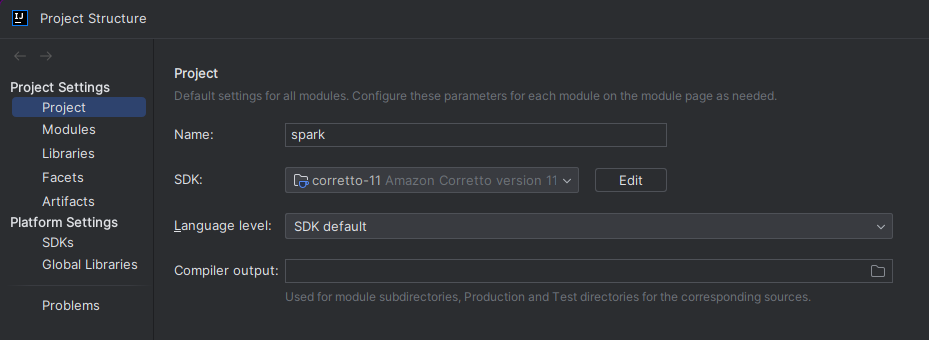 Project Structure
Project Settings
Project
Modules
Libraries
Facets
Artifacts
Platform Settings
SDKs
Global Libraries
Problems
Project
Default settings for all modules. Configure these parameters for each module on the module page as needed.
Name: spark
SDK: corretto-11 Amazon Corretto version 11 Edit
Language level: SDK default
Compiler output:
Used for module subdirectories, Production and Test directories for the corresponding sources.